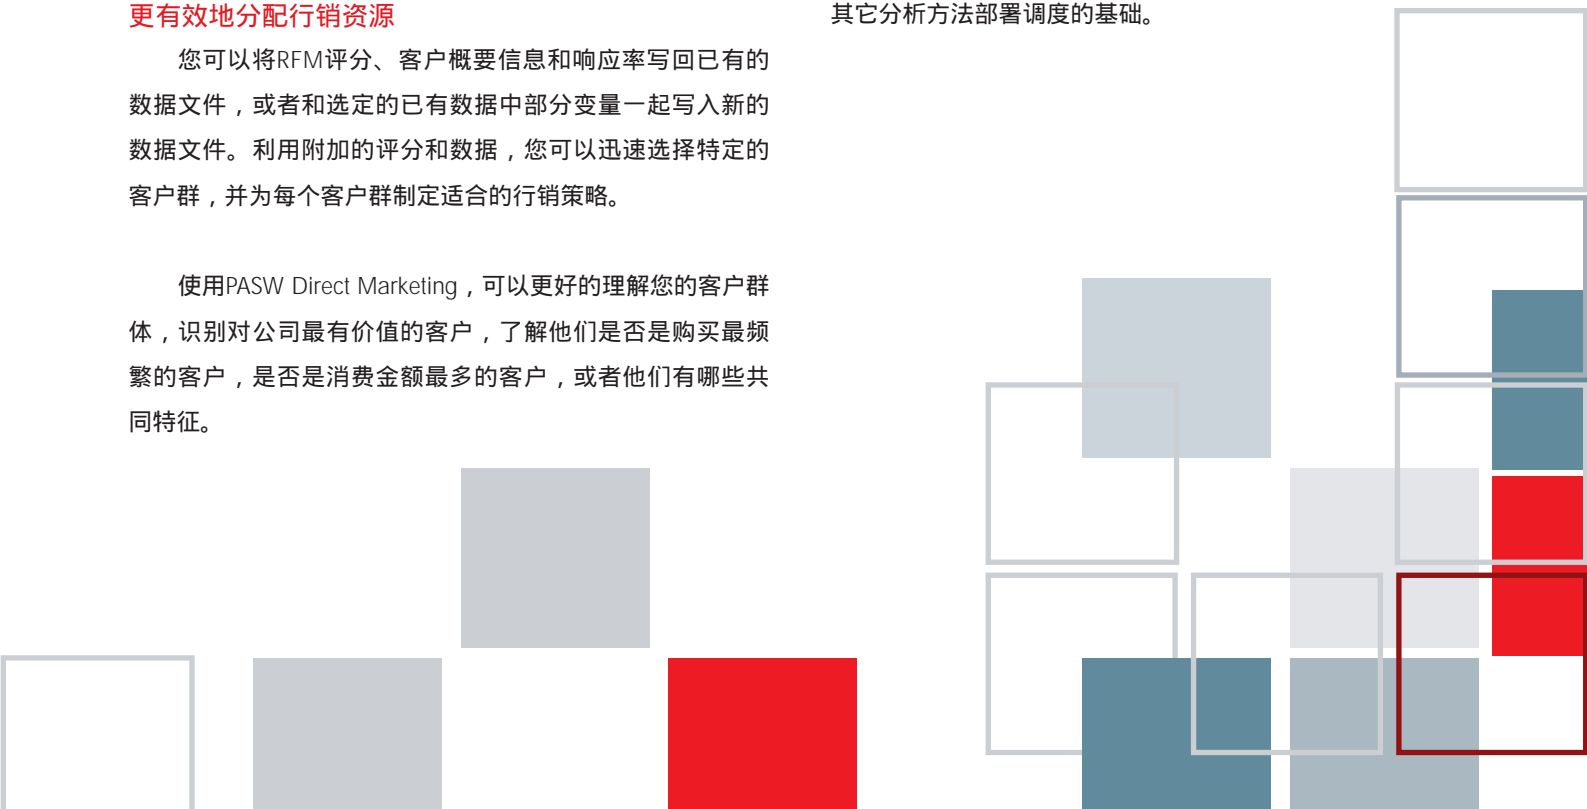 更有效地分配行销资源
您可以将RFM评分、客户概要信息和响应率写回已有的
数据文件，或者和选定的已有数据中部分变量一起写入新的
数据文件。利用附加的评分和数据，您可以迅速选择特定的
客户群，并为每个客户群制定适合的行销策略。
使用PASW Direct Marketing，可以更好的理解您的客户群
体，识别对公司最有价值的客户，了解他们是否是购买最频
繁的客户，是否是消费金额最多的客户，或者他们有哪些共
同特征。
其它分析方法部署调度的基础。